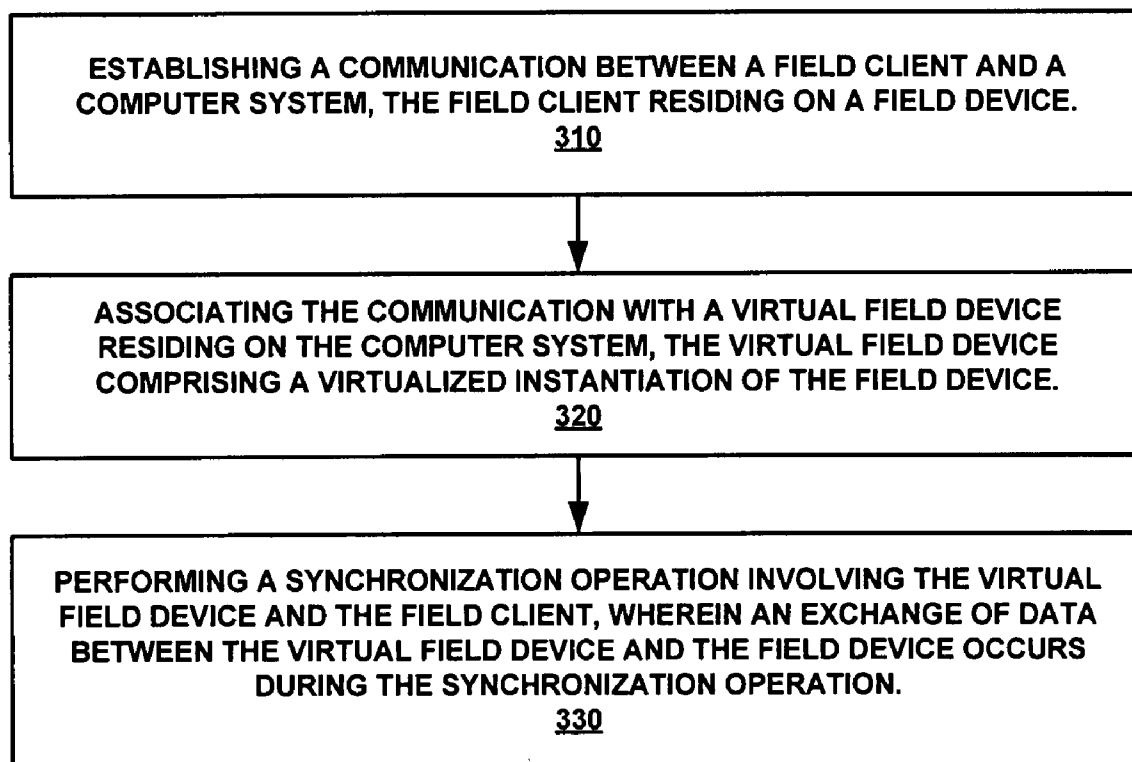 ESTABLISHING A COMMUNICATION BETWEEN A FIELD CLIENT AND A
COMPUTER SYSTEM, THE FIELD CLIENT RESIDING ON A FIELD DEVICE.
310
ASSOCIATING THE COMMUNICATION WITH A VIRTUAL FIELD DEVICE
RESIDING ON THE COMPUTER SYSTEM, THE VIRTUAL FIELD DEVICE
COMPRISING A VIRTUALIZED INSTANTIATION OF THE FIELD DEVICE.
320
PERFORMING A SYNCHRONIZATION OPERATION INVOLVING THE VIRTUAL
FIELD DEVICE AND THE FIELD CLIENT, WHEREIN AN EXCHANGE OF DATA
BETWEEN THE VIRTUAL FIELD DEVICE AND THE FIELD DEVICE OCCURS
DURING THE SYNCHRONIZATION OPERATION.
330